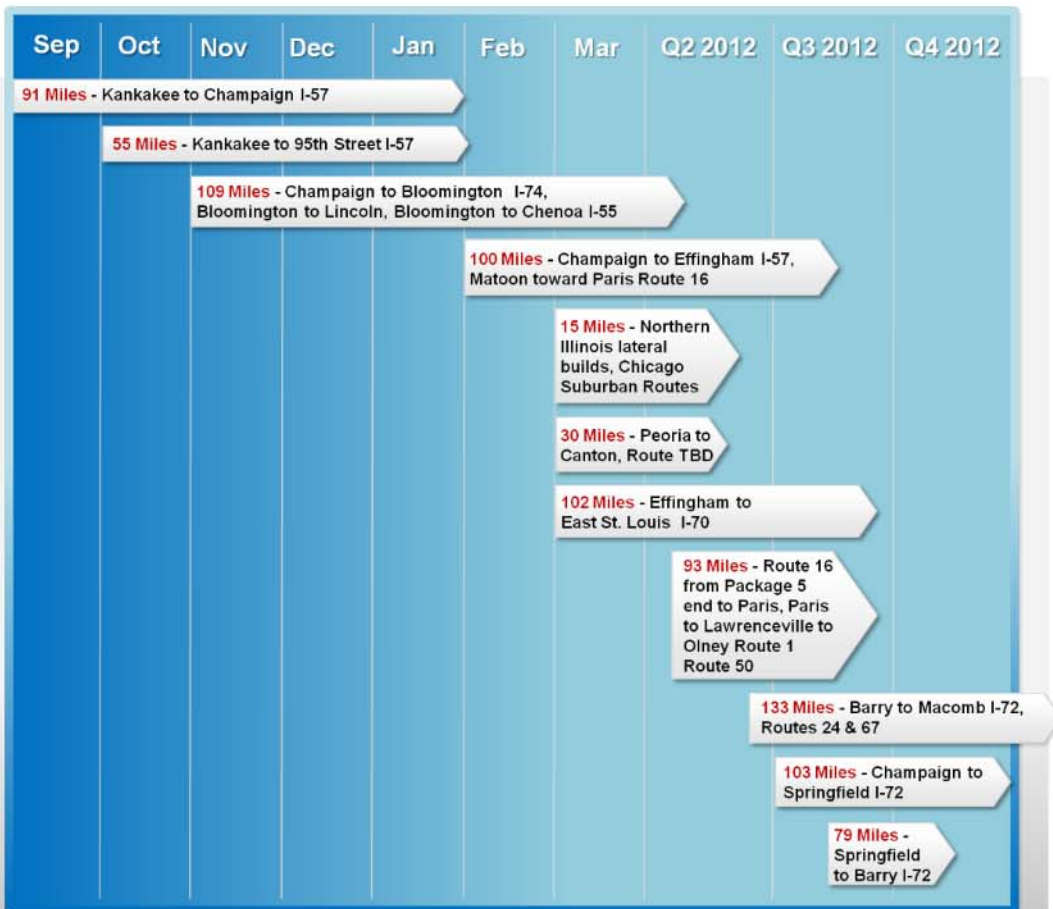 Sep Oct Nov Dec Jan Feb Mar Q2 2012 Q3 2012 Q4 2012
91 Miles - Kankakee to Champaign I-57
55 Miles - Kankakee to 95th Street I-57
109 Miles - Champaign to Bloomington I-74,
Bloomington to Lincoln, Bloomington to Chenoa I-55
100 Miles - Champaign to Effingham I-57,
Matoon toward Paris Route 16
15 Miles - Northern
Illinois lateral
builds, Chicago
Suburban Routes
30 Miles - Peoria to
Canton, Route TBD
102 Miles - Effingham to
East St. Louis I-70
93 Miles - Route 16
from Package 5
end to Paris, Paris
to Lawrenceville to
Olney Route 1
Route 50
133 Miles - Barry to Macomb I-72,
Routes 24 & 67
103 Miles - Champaign to
Springfield I-72
79 Miles -
Springfield
to Barry I-72